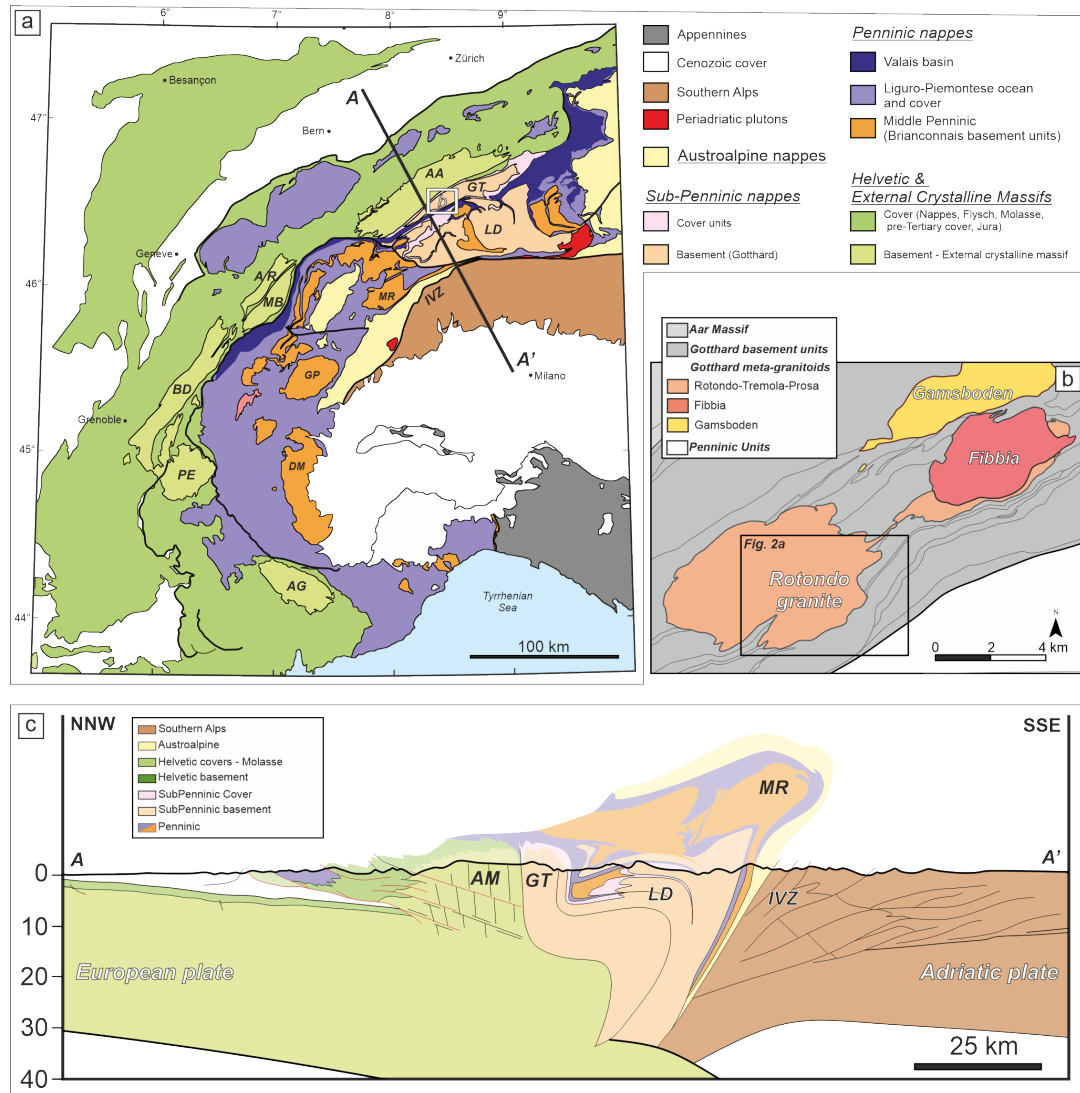 a
6°
7°
8°
9°
47°
46°
45°
44°
Besançon
Zürich
Bern
Geneve
Grenoble
Milano
A
A'
AA
GT
b
LD
AR
MB
MR
IVZ
GP
BD
PE
DM
AG
Tyrrhenian
Sea
100 km
Appennines
Cenozoic cover
Southern Alps
Periadriatic plutons
Austroalpine nappes
Sub-Penninic nappes
Cover units
Basement (Gotthard)
Penninic nappes
Valais basin
Liguro-Piemontese ocean
and cover
Middle Penninic
(Brianconnais basement units)
Helvetic &
External Crystalline Massifs
Cover (Nappes, Flysch, Molasse,
pre-Tertiary cover, Jura)
Basement - External crystalline massif
b
Aar Massif
Gotthard basement units
Gotthard meta-granitoids
Rotondo-Tremola-Prosa
Fibbia
Gamsboden
Penninic Units
Gamsboden
Fibbia
Fig. 2a
Rotondo
granite
N
0 2 4 km
c
NNW
SSE
Southern Alps
Austroalpine
Helvetic covers - Molasse
Helvetic basement
SubPenninic Cover
SubPenninic basement
Penninic
MR
A
A'
0
10
20
30
40
AM
GT
LD
IVZ
European plate
Adriatic plate
25 km